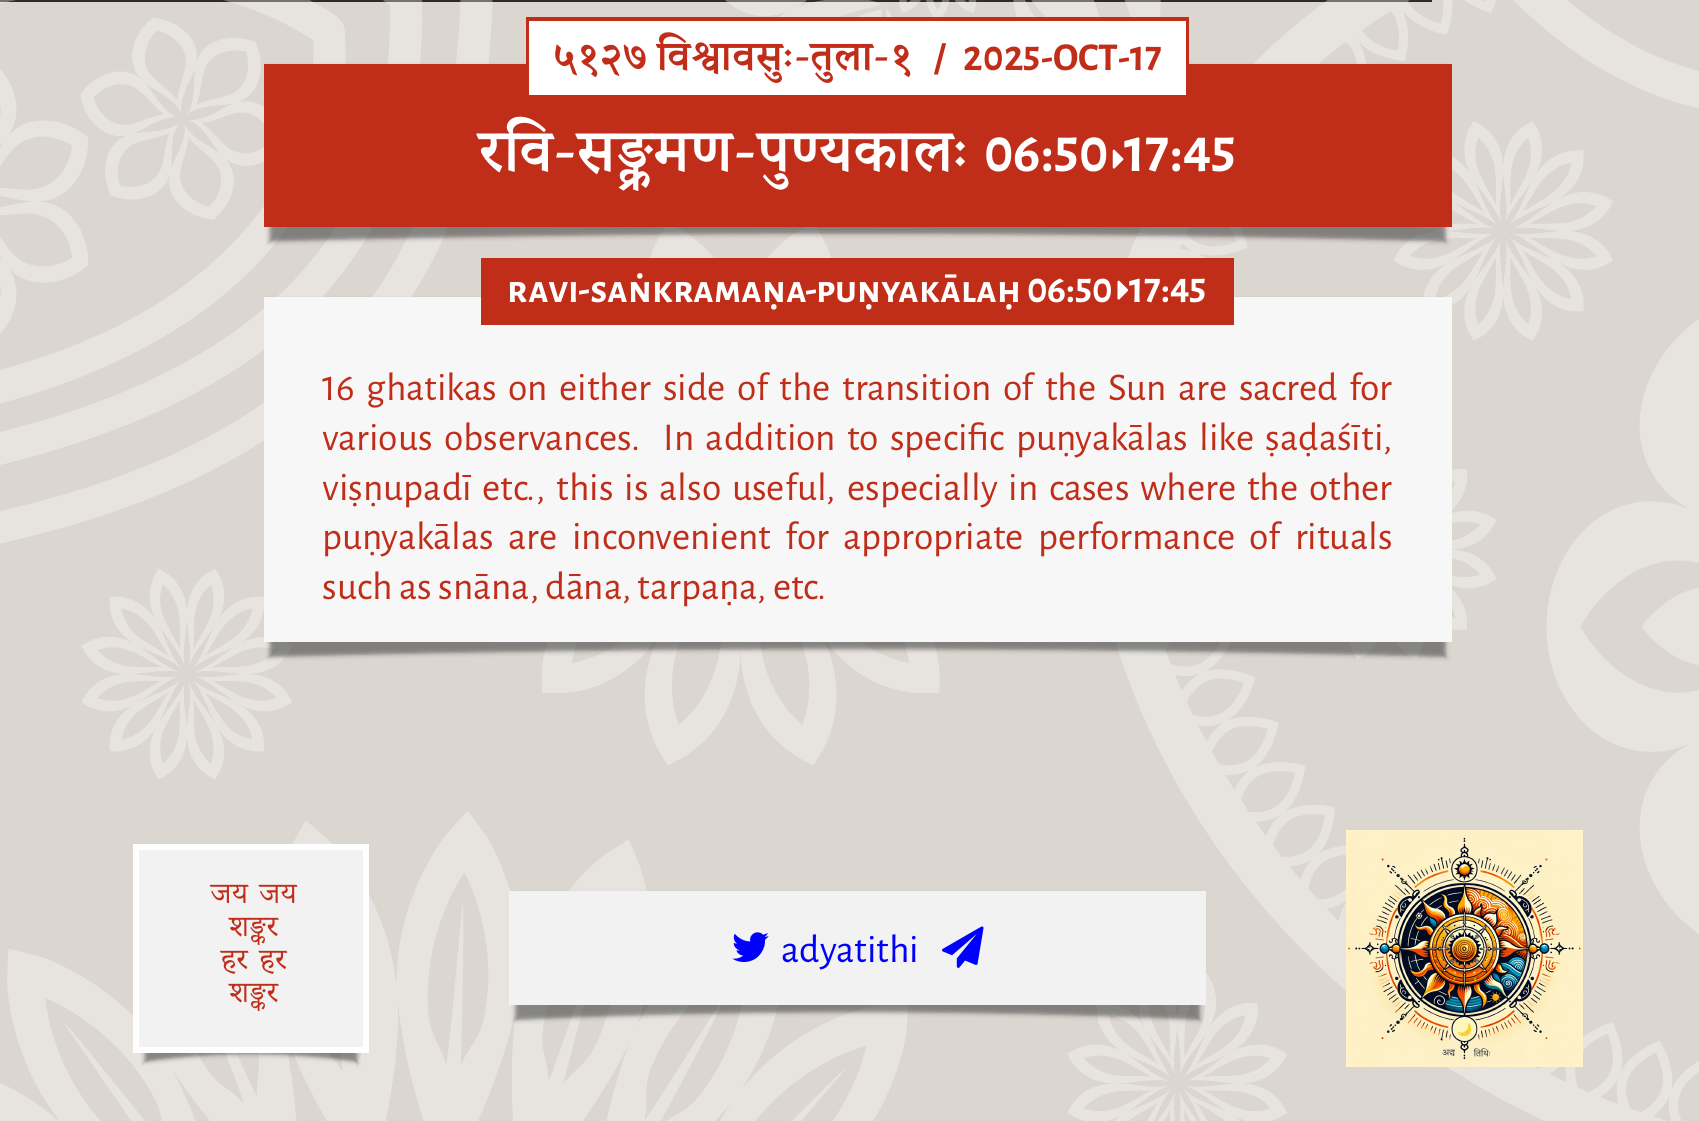 ५१२७ विश्वावसुः-तुला-१ / 2025-OCT-17
रवि-सङ्क्रमण-पुण्यकालः 06:50▸17:45
RAVI-SAṄKRAMAṆA-PUṆYAKĀLAḤ 06:50▸17:45
16 ghatikas on either side of the transition of the Sun are sacred for
various observances. In addition to specific puṇyakālas like ṣaḍaśīti,
viṣṇupadī etc., this is also useful, especially in cases where the other
puṇyakālas are inconvenient for appropriate performance of rituals
such as snāna, dāna, tarpaṇa, etc.
जय जय
शङ्कर
हर हर
शङ्कर
adyatithi
अद्य तिथिः